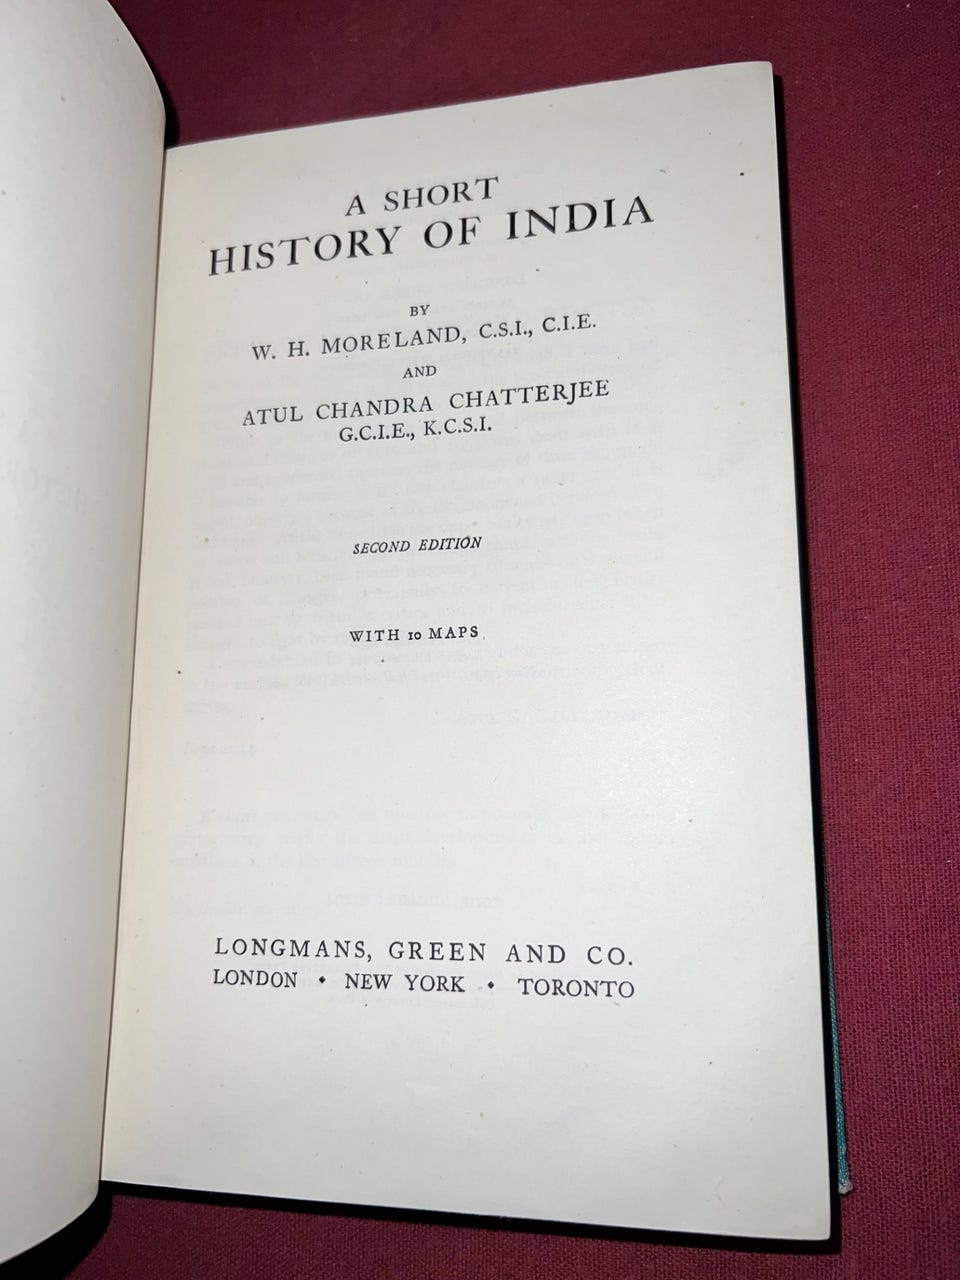 A SHORT
HISTORY OF INDIA
BY
W. H. MORELAND, C.S.I., C.I.E.
AND
ATUL CHANDRA CHATTERJEE
G.C.I.E., K.C.S.I.
SECOND EDITION
WITH 10 MAPS
LONGMANS, GREEN AND CO.
LONDON • NEW YORK • TORONTO